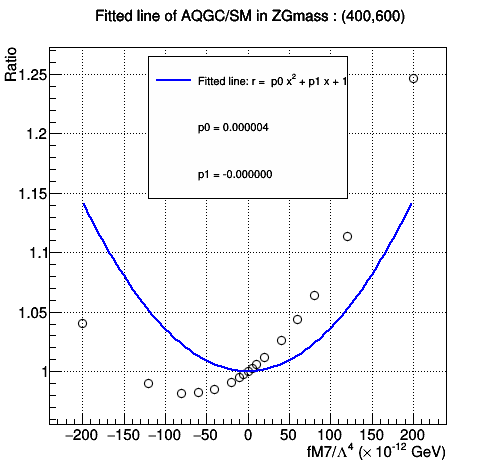 Fitted line of AQGC/SM in ZGmass : (400,600)
Ratio
Fitted line: r = p0 x² + p1 x + 1
p0 = 0.000004
p1 = -0.000000
1.25
1.2
1.15
1.1
1.05
1
−200 −150 −100 −50 0 50 100 150 200
fM7/Λ⁴ (× 10⁻¹² GeV)